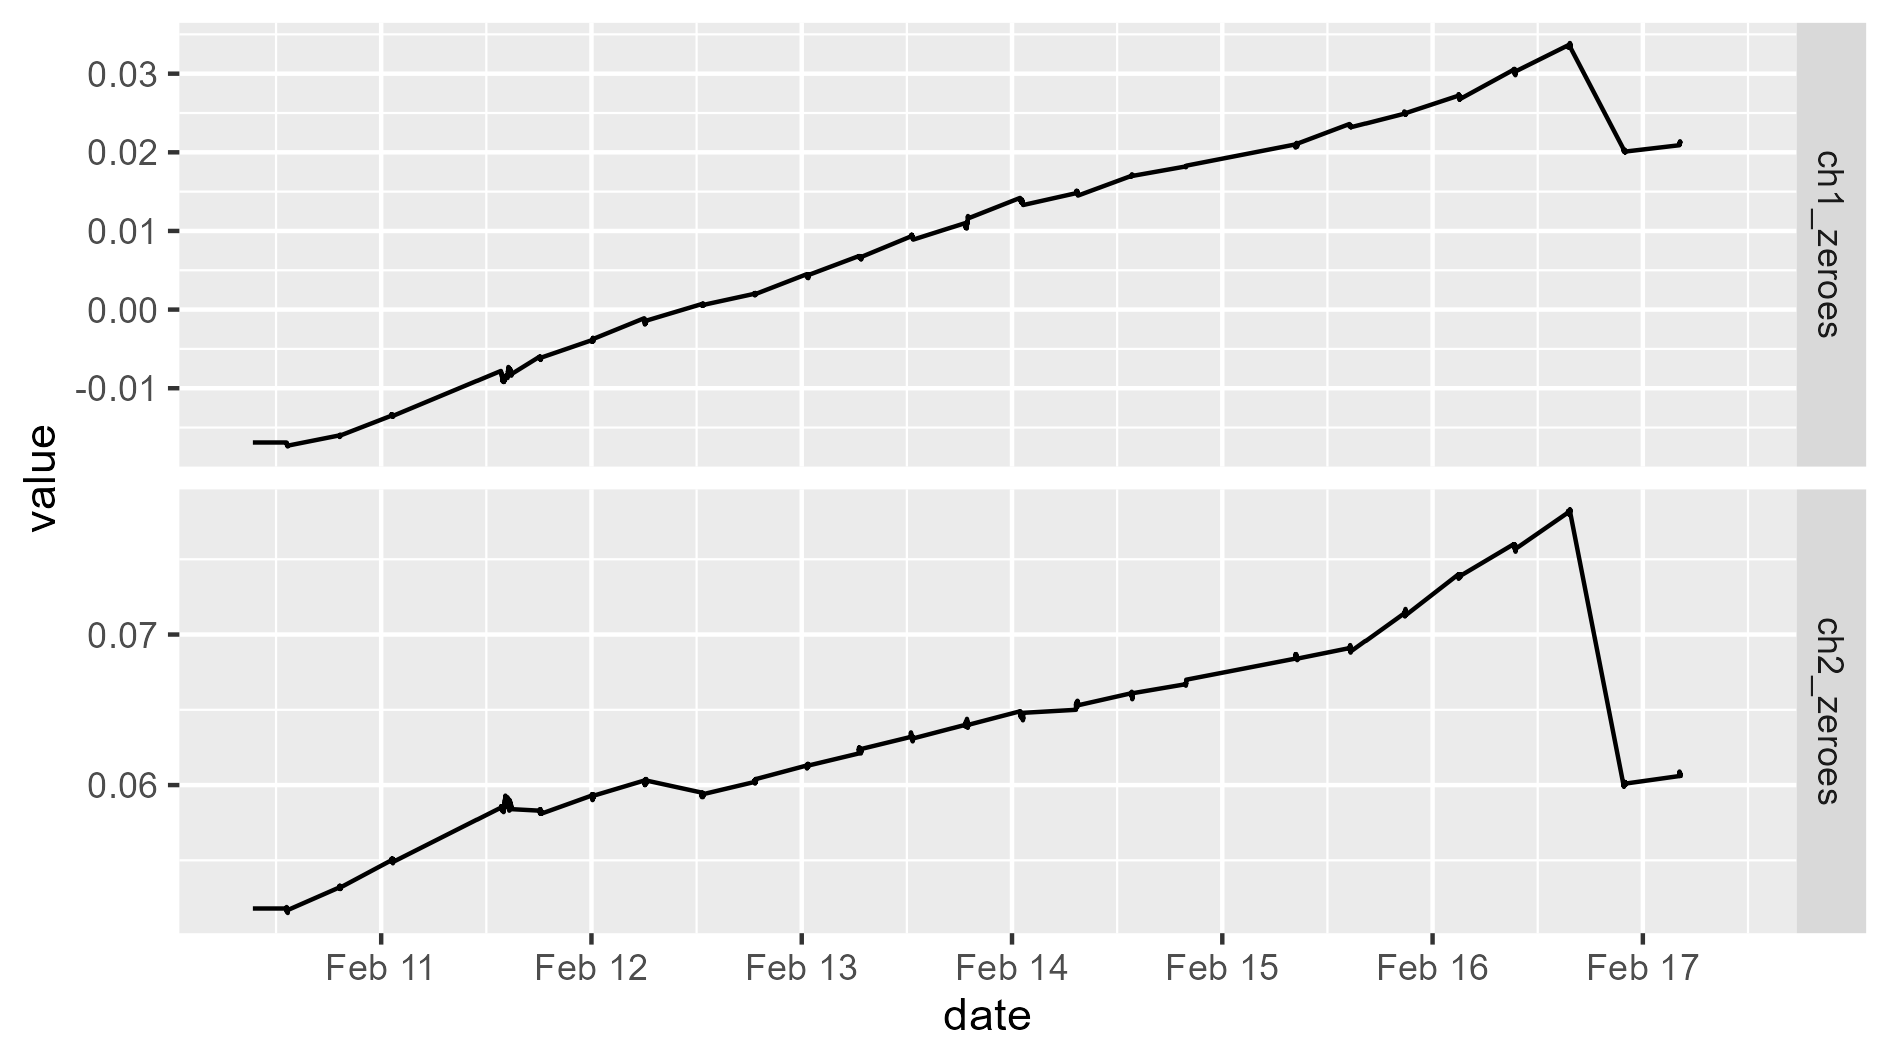 0.03
0.02
0.01
0.00
-0.01
ch1_zeroes
value
0.07
0.06
ch2_zeroes
Feb 11 Feb 12 Feb 13 Feb 14 Feb 15 Feb 16 Feb 17
date